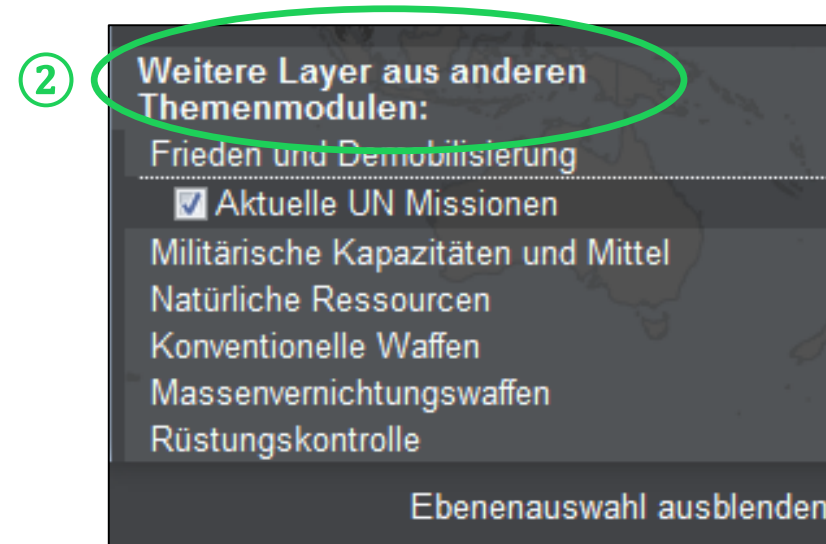 ②
Weitere Layer aus anderen
Themenmodulen:
Frieden und Demobilisierung
Aktuelle UN Missionen
Militärische Kapazitäten und Mittel
Natürliche Ressourcen
Konventionelle Waffen
Massenvernichtungswaffen
Rüstungskontrolle
Ebenenauswahl ausblenden